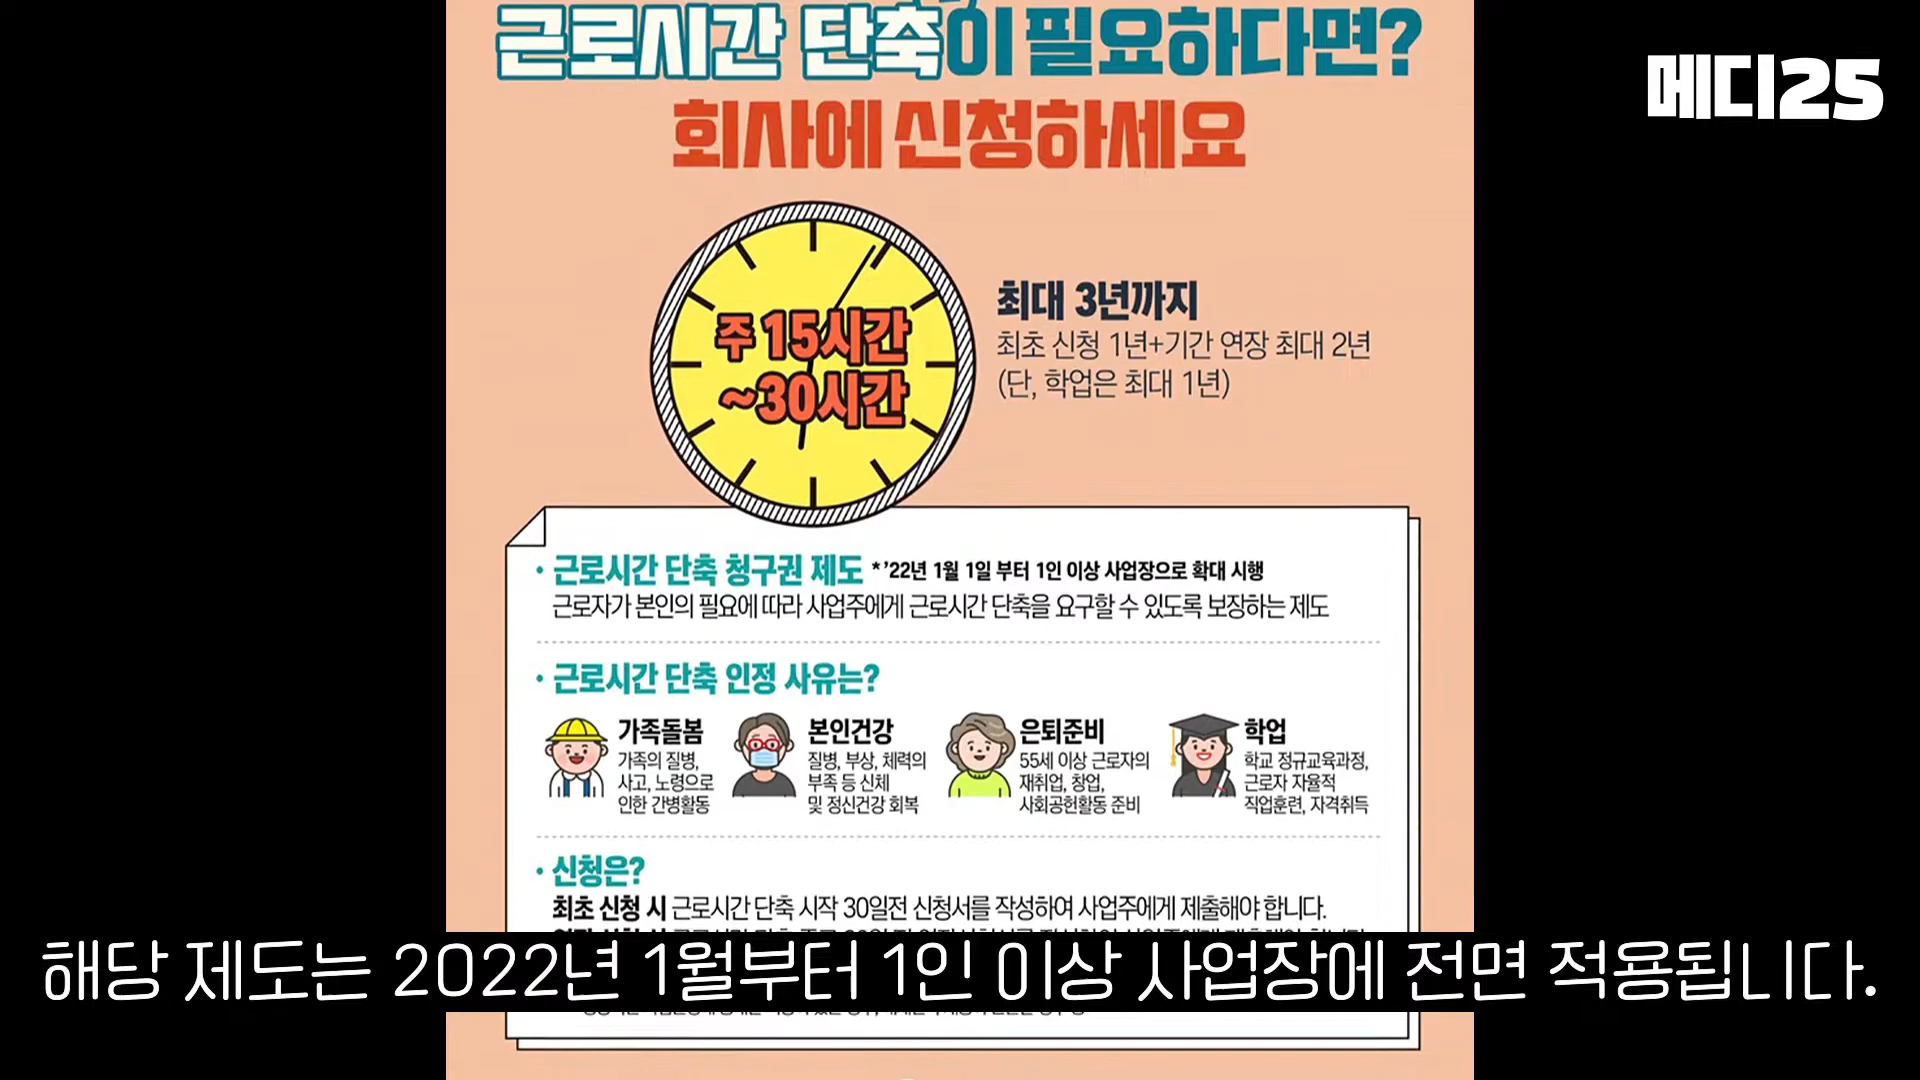 근로시간 단축이 필요하다면?
회사에 신청하세요
메디25
주 15시간
~30시간
최대 3년까지
최초 신청 1년+기간 연장 최대 2년
(단, 학업은 최대 1년)
· 근로시간 단축 청구권 제도 * '22년 1월 1일 부터 1인 이상 사업장으로 확대 시행
근로자가 본인의 필요에 따라 사업주에게 근로시간 단축을 요구할 수 있도록 보장하는 제도
· 근로시간 단축 인정 사유는?
가족돌봄
가족의 질병,
사고, 노령으로
인한 간병활동
본인건강
질병, 부상, 체력의
부족 등 신체
및 정신건강 회복
은퇴준비
55세 이상 근로자의
재취업, 창업,
사회공헌활동 준비
학업
학교 정규교육과정,
근로자 자율적
직업훈련, 자격취득
· 신청은?
최초 신청 시 근로시간 단축 시작 30일전 신청서를 작성하여 사업주에게 제출해야 합니다.
해당 제도는 2022년 1월부터 1인 이상 사업장에 전면 적용됩니다.